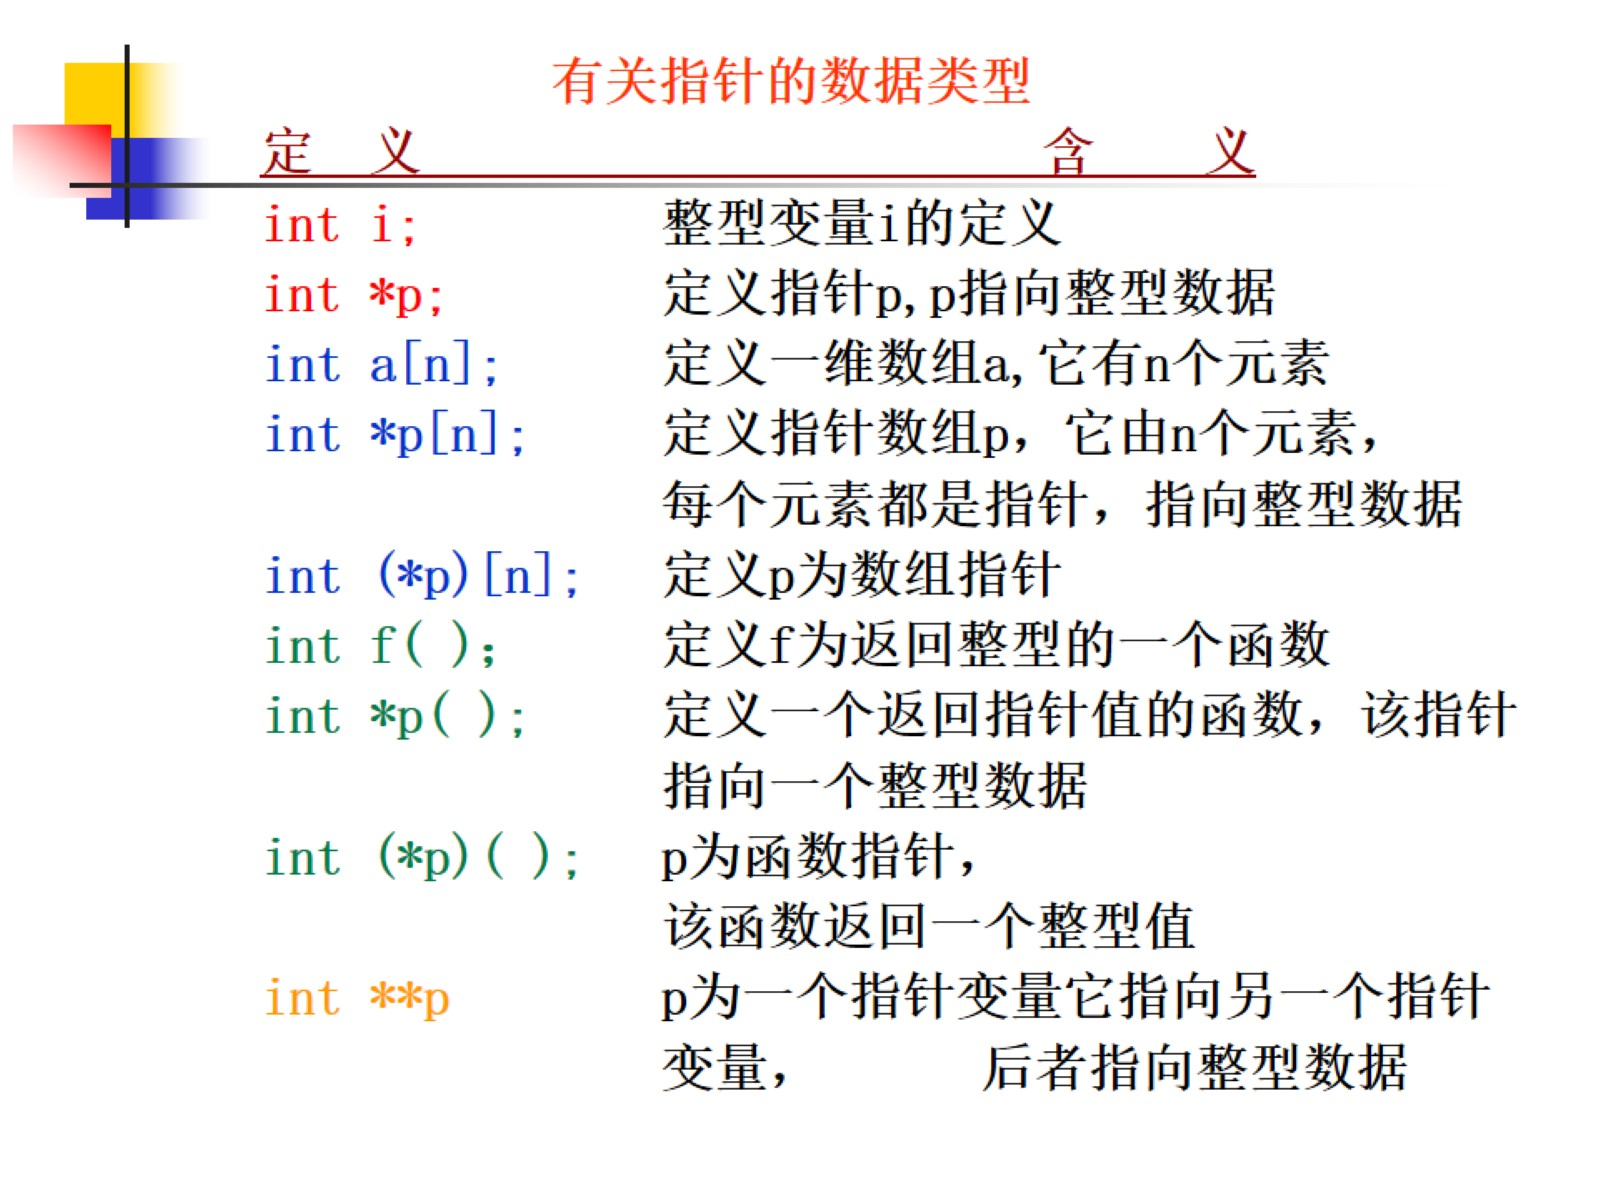 有关指针的数据类型
定 义 含 义
int i; 整型变量i的定义
int *p; 定义指针p,p指向整型数据
int a[n]; 定义一维数组a,它有n个元素
int *p[n]; 定义指针数组p，它由n个元素，
每个元素都是指针，指向整型数据
int (*p)[n]; 定义p为数组指针
int f( ); 定义f为返回整型的一个函数
int *p( ); 定义一个返回指针值的函数，该指针
指向一个整型数据
int (*p)( ); p为函数指针，
该函数返回一个整型值
int **p p为一个指针变量它指向另一个指针
变量， 后者指向整型数据